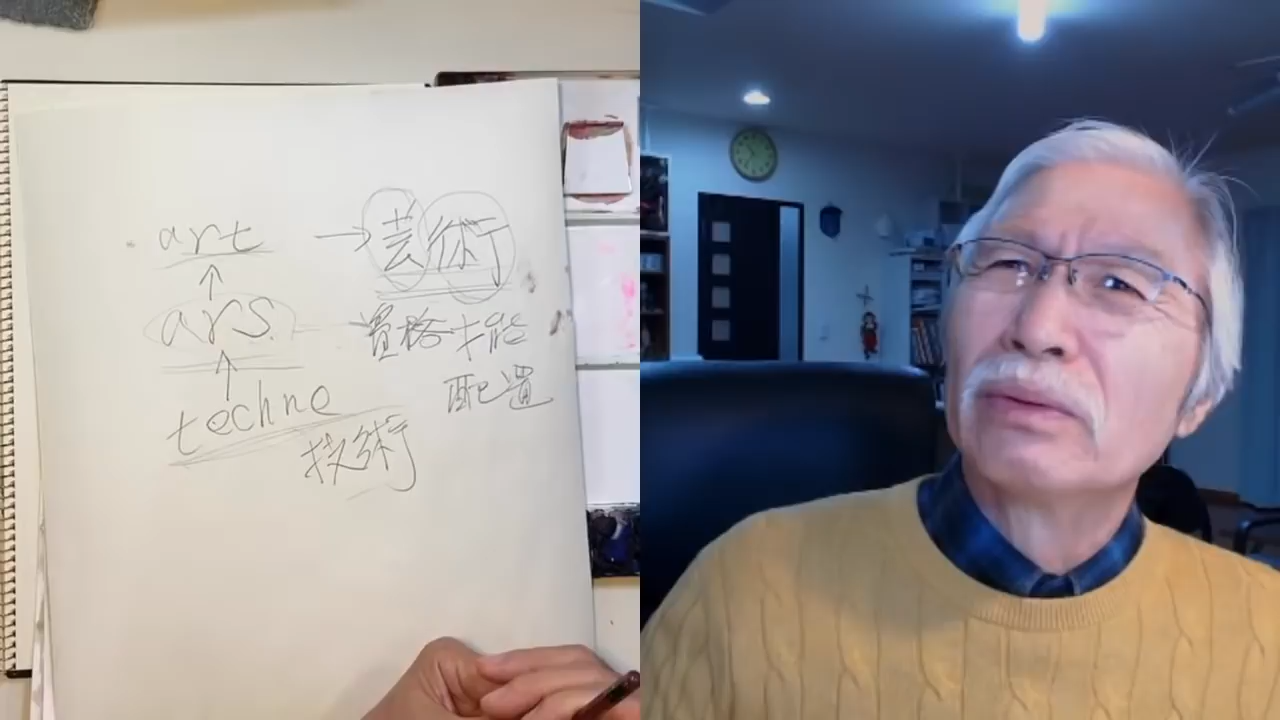 art → 芸術
ars. 資格才能
配置
techne
技術